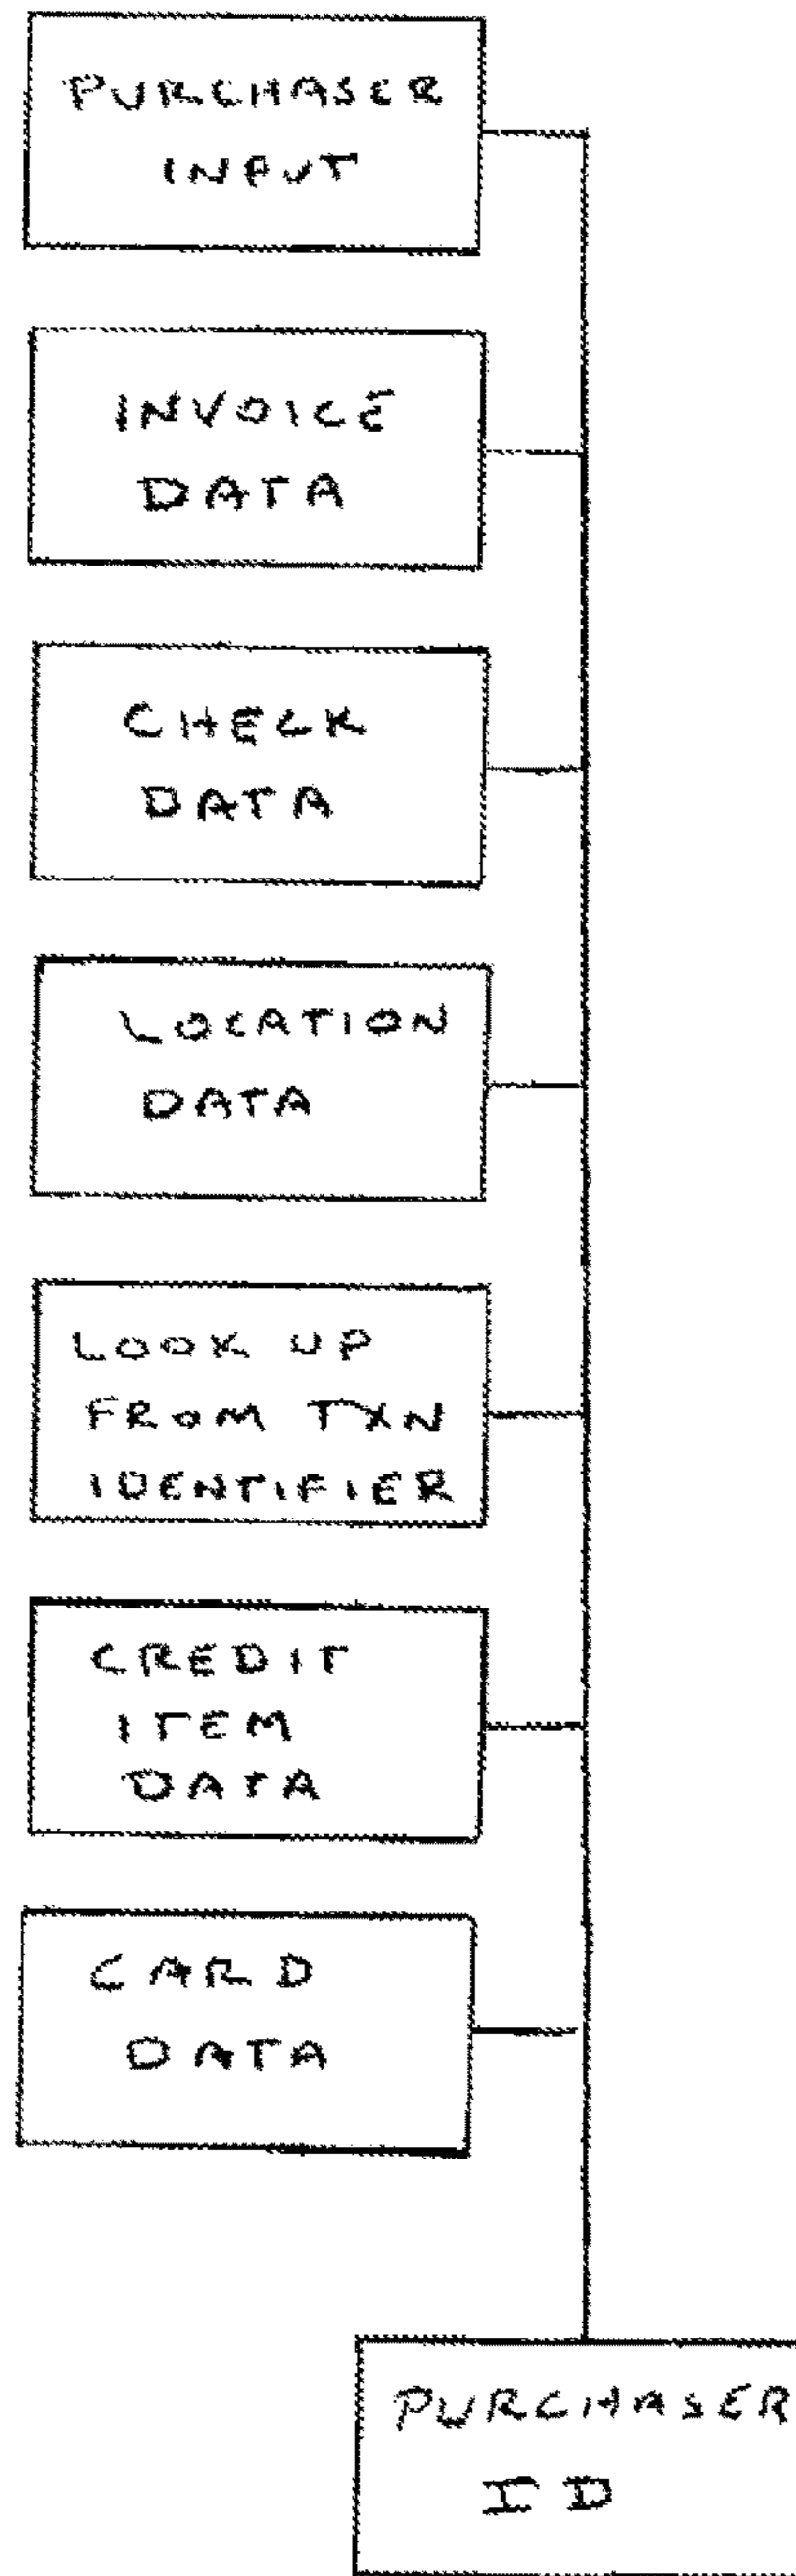 PURCHASER
INPUT
INVOICE
DATA
CHECK
DATA
LOCATION
DATA
LOOK UP
FROM TXN
IDENTIFIER
CREDIT
ITEM
DATA
CARD
DATA
PURCHASER
ID